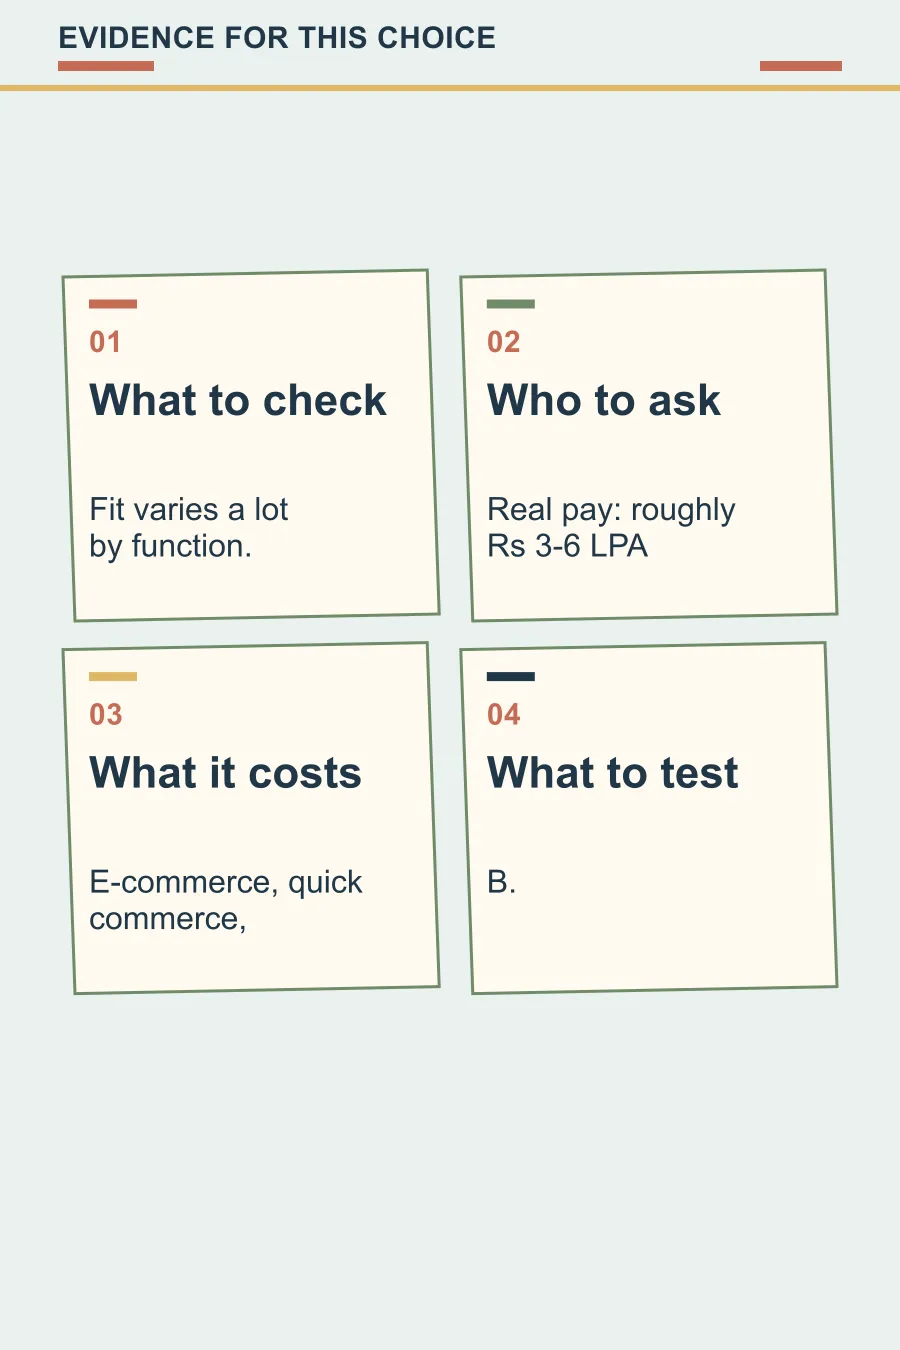 EVIDENCE FOR THIS CHOICE
01
What to check
Fit varies a lot
by function.
02
Who to ask
Real pay: roughly
Rs 3-6 LPA
03
What it costs
E-commerce, quick
commerce,
04
What to test
B.